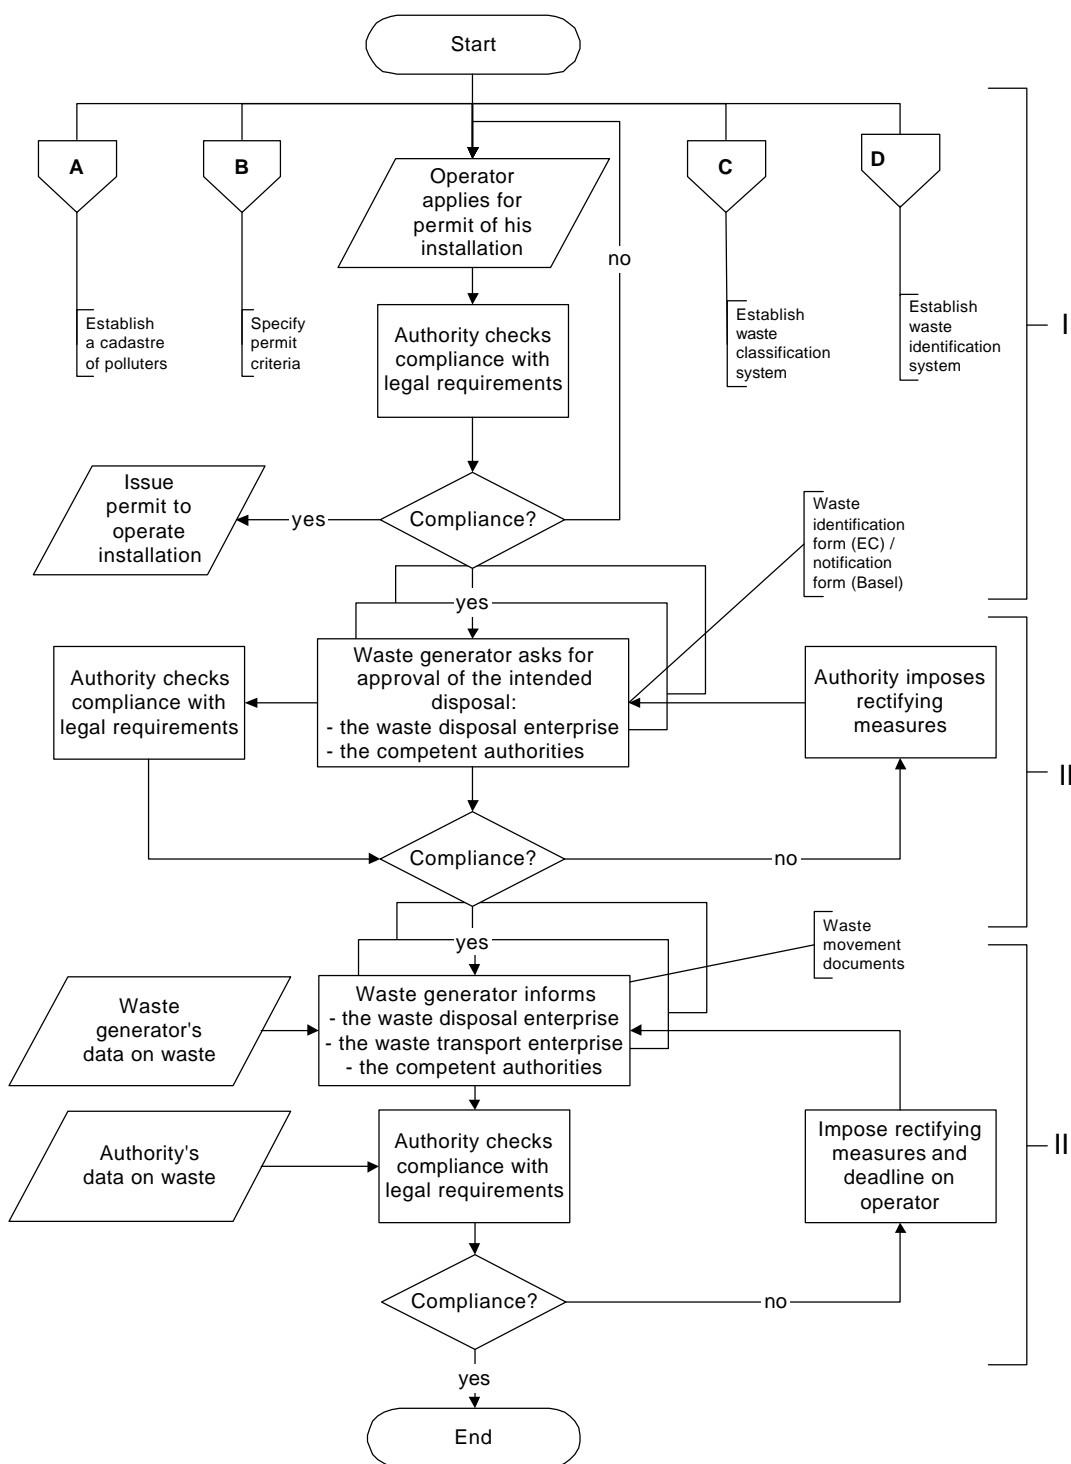 Start
A
B
C
D
Operator
applies for
permit of his
installation
no
Establish
a cadastre
of polluters
Specify
permit
criteria
Establish
waste
classification
system
Establish
waste
identification
system
I
Authority checks
compliance with
legal requirements
Issue
permit to
operate
installation
yes
Compliance?
Waste
identification
form (EC) /
notification
form (Basel)
yes
Authority checks
compliance with
legal requirements
Waste generator asks for
approval of the intended
disposal:
- the waste disposal enterprise
- the competent authorities
Authority imposes
rectifying
measures
II
Compliance?
no
yes
Waste
movement
documents
Waste
generator's
data on waste
Waste generator informs
- the waste disposal enterprise
- the waste transport enterprise
- the competent authorities
Authority's
data on waste
Authority checks
compliance with
legal requirements
Impose rectifying
measures and
deadline on
operator
II
Compliance?
no
yes
End